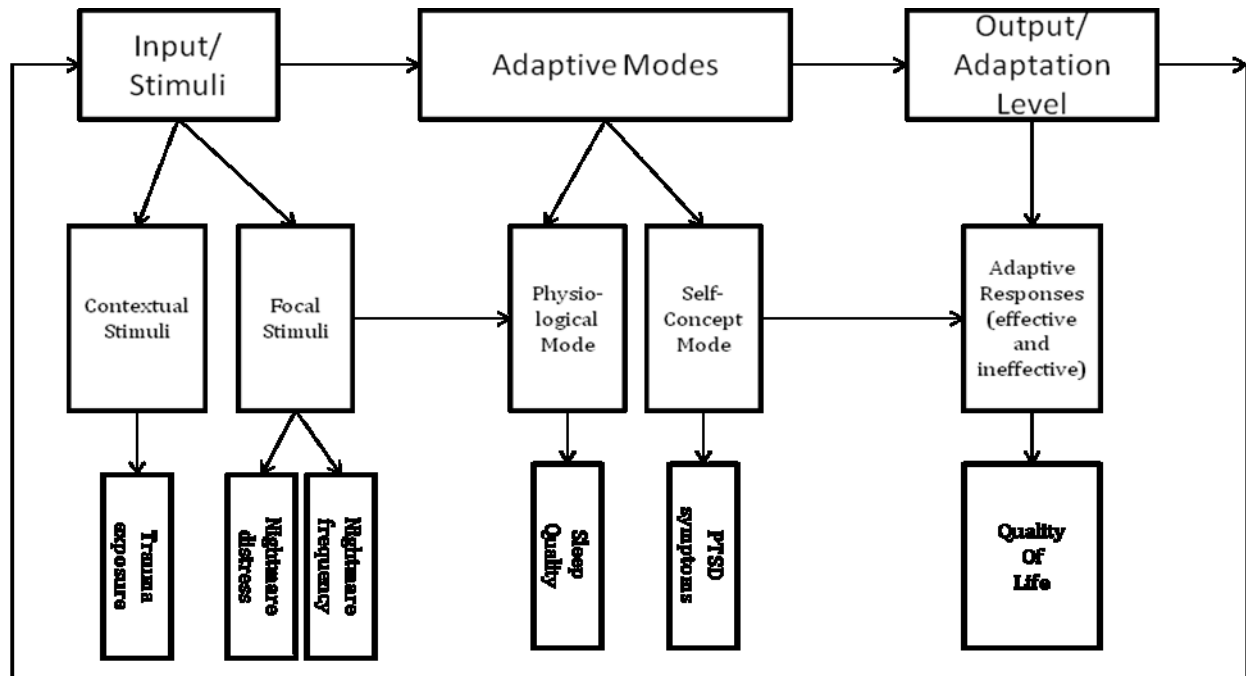 Input/
Stimuli
Adaptive Modes
Output/
Adaptation
Level
Contextual
Stimuli
Focal
Stimuli
Physio-
logical
Mode
Self-
Concept
Mode
Adaptive
Responses
(effective
and
ineffective)
Trauma
exposure
Nightmare
distress
Nightmare
frequency
Sleep
Quality
PTSD
symptoms
Quality
Of
Life